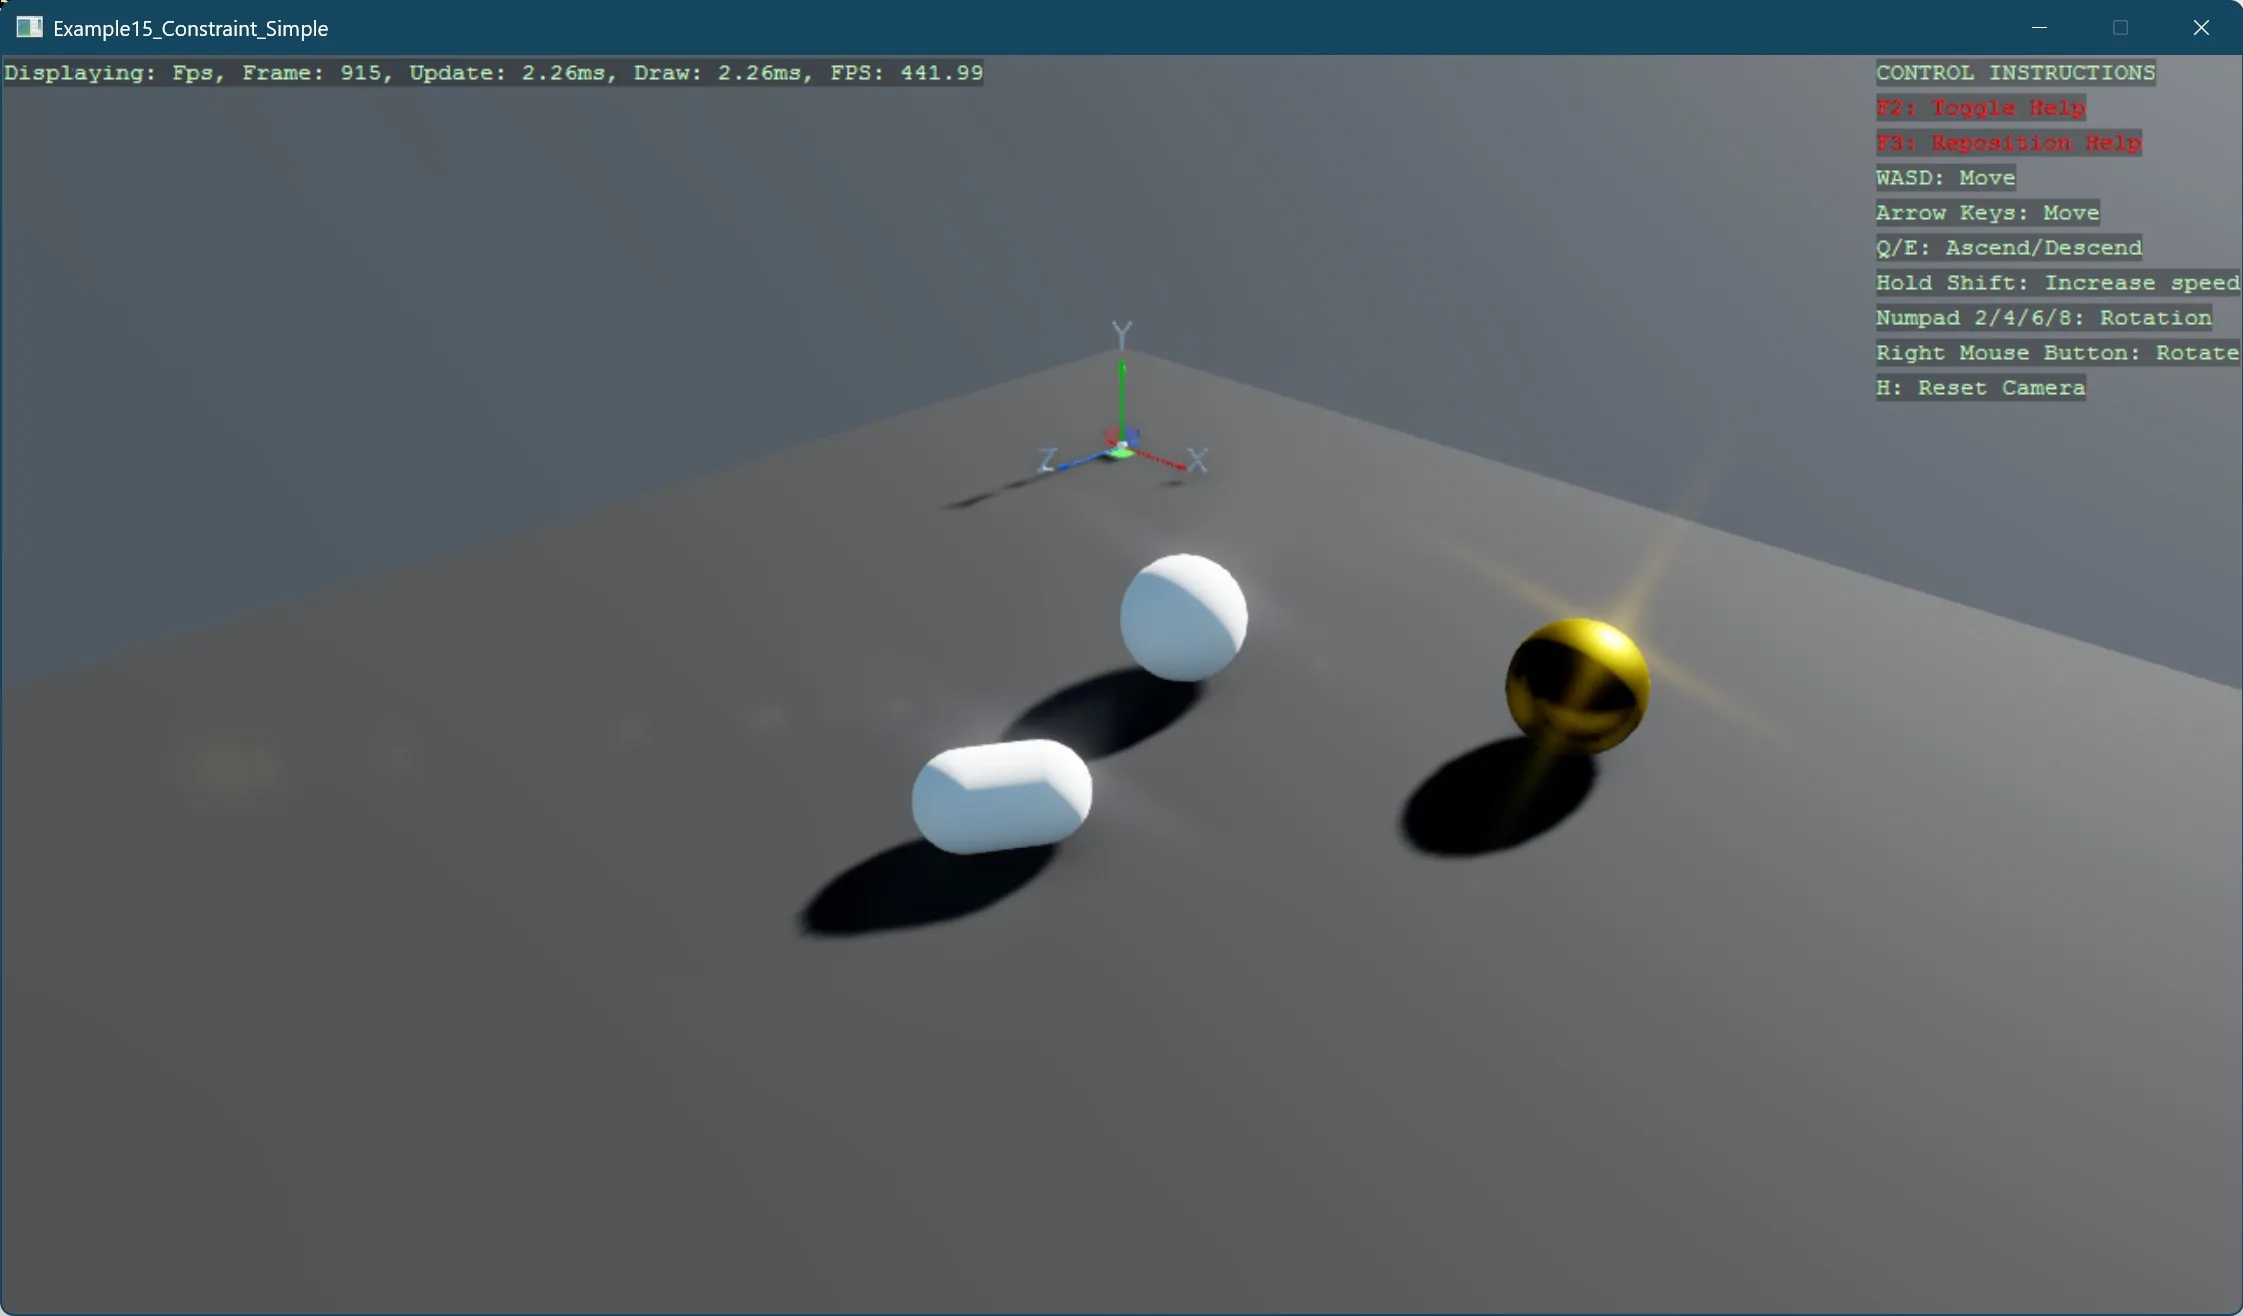 Example15_Constraint_Simple
Displaying: Fps, Frame: 915, Update: 2.26ms, Draw: 2.26ms, FPS: 441.99
CONTROL INSTRUCTIONS
F2: Toggle Help
F3: Reposition Help
WASD: Move
Arrow Keys: Move
Q/E: Ascend/Descend
Hold Shift: Increase speed
Numpad 2/4/6/8: Rotation
Right Mouse Button: Rotate
H: Reset Camera
Y
Z
X